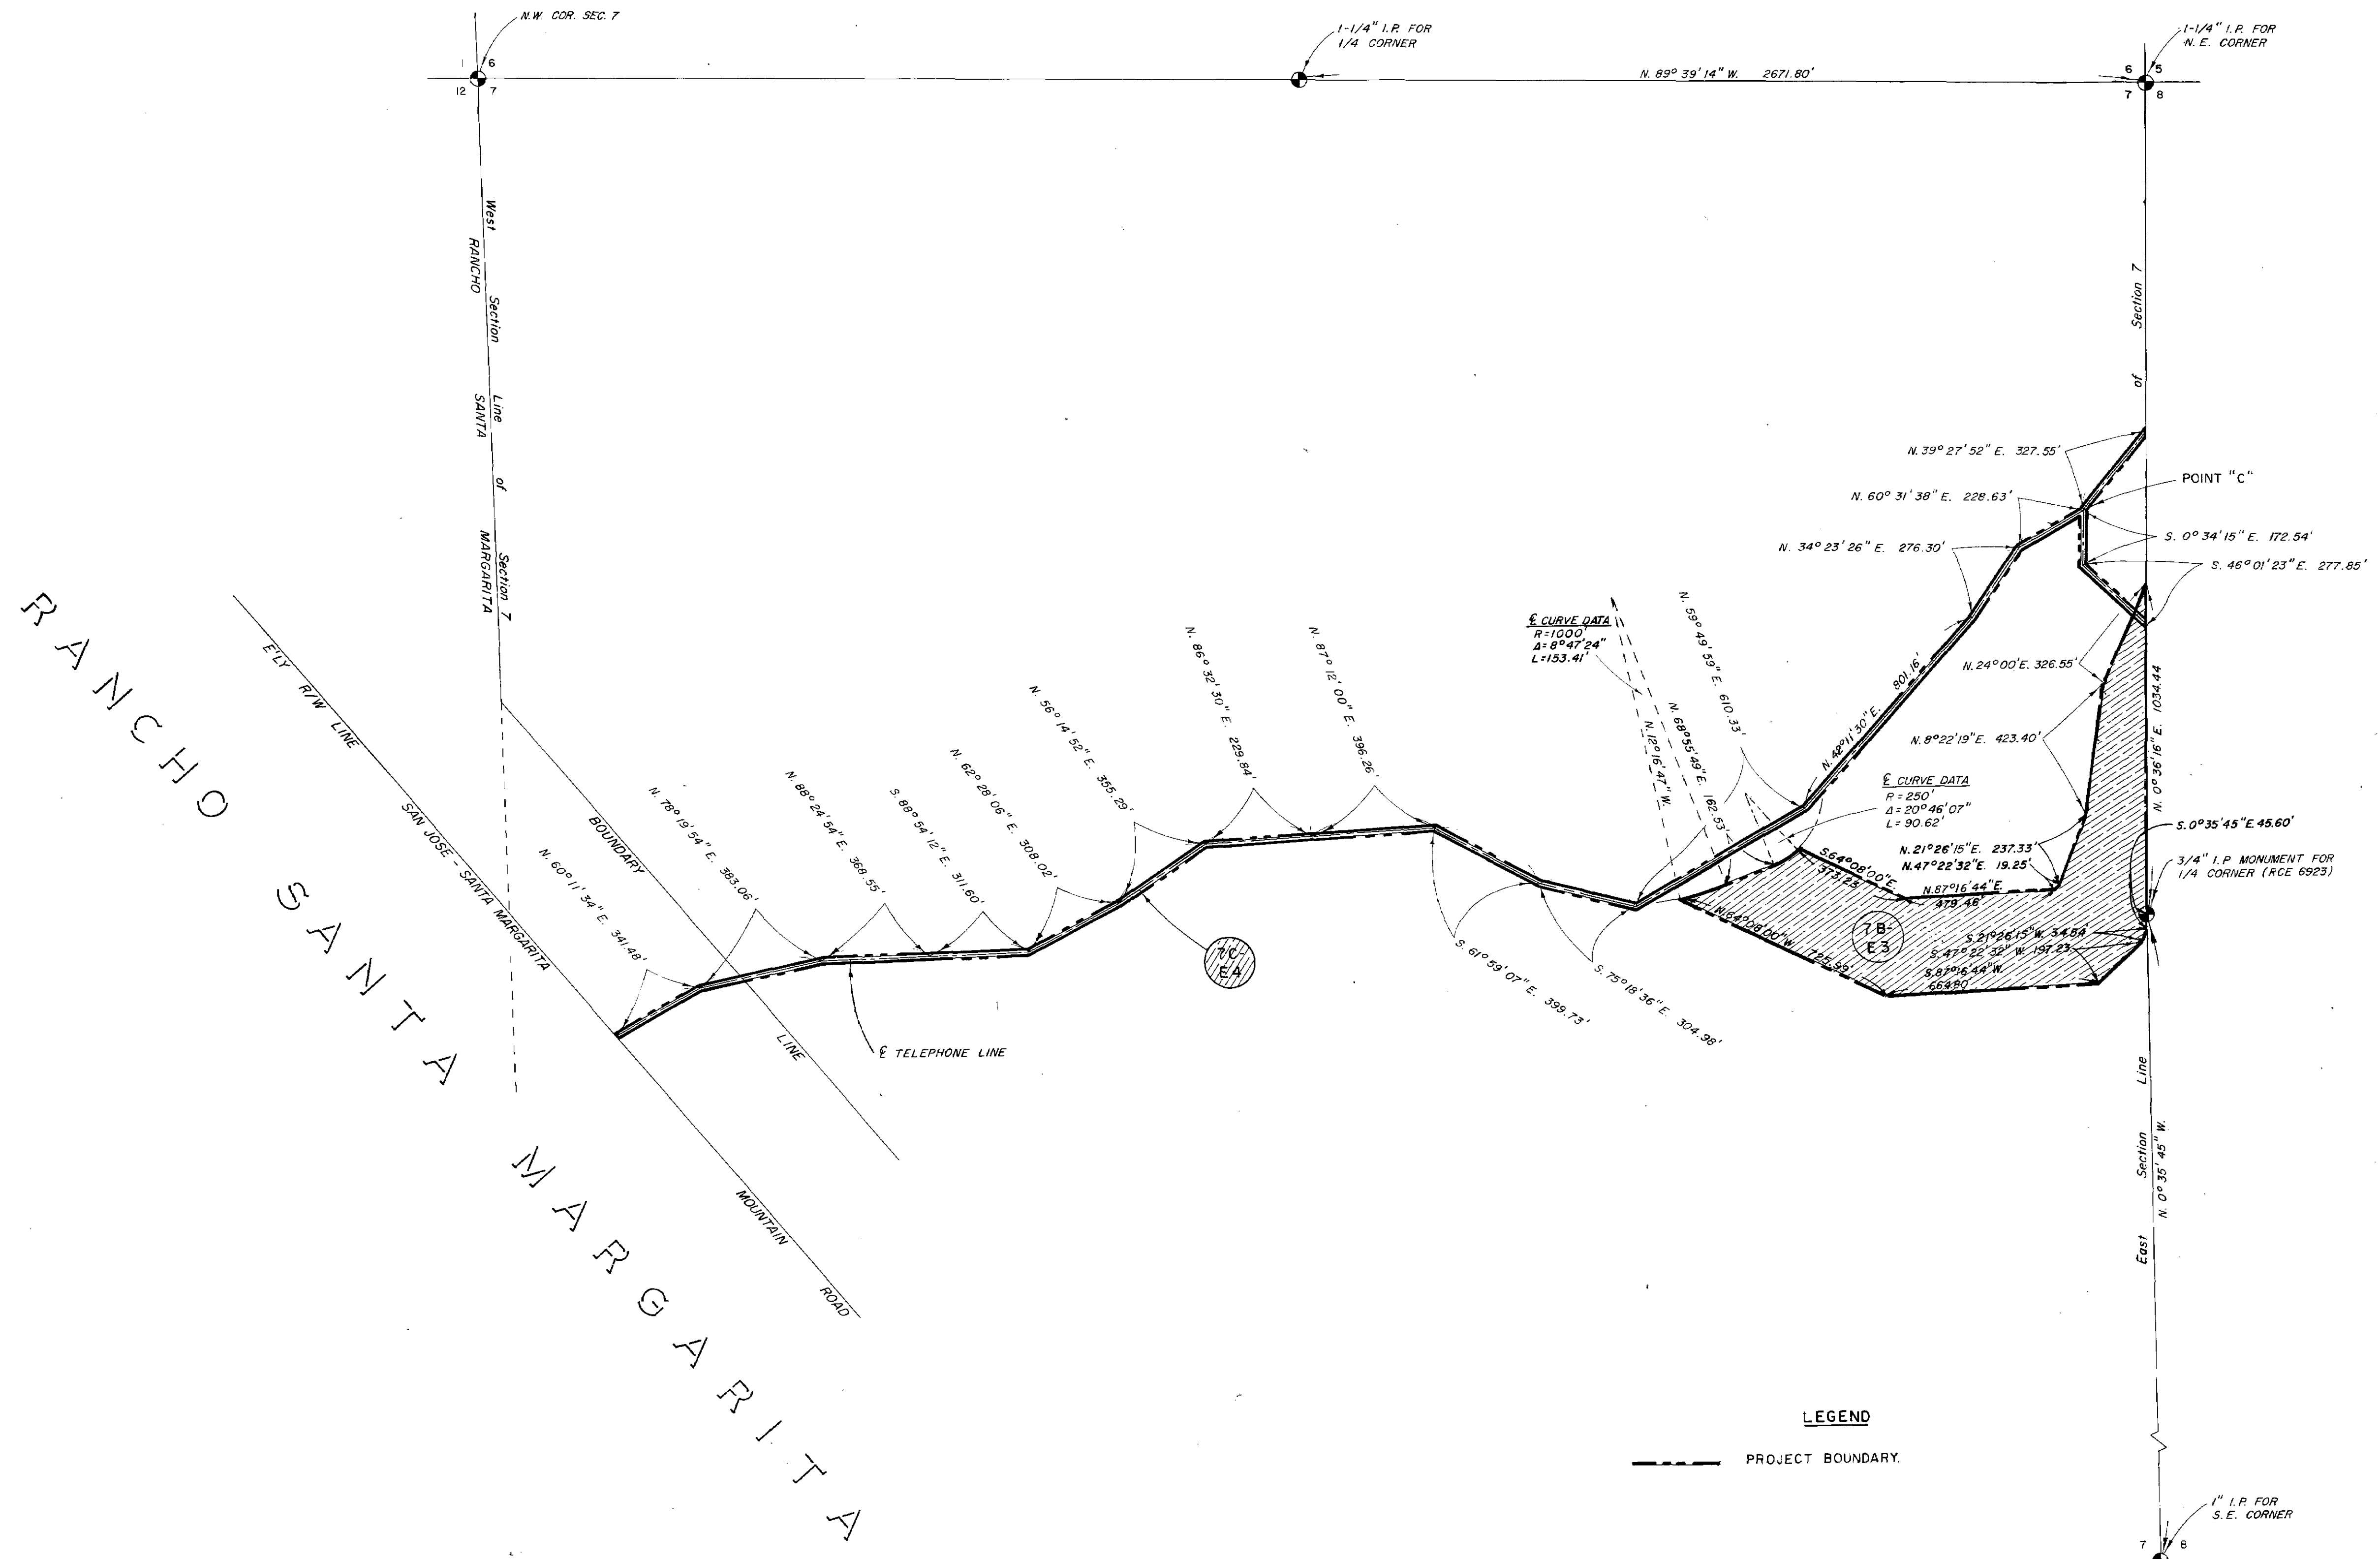 N.W. COR. SEC. 7
1-1/4" I.P. FOR
1/4 CORNER
1-1/4" I.P. FOR
N.E. CORNER
1 6
12 7
N. 89° 39' 14" W. 2671.80'
6 5
7 8
West Section Line of Section 7
RANCHO SANTA MARGARITA
Section 7
of
N. 39° 27' 52" E. 327.55'
POINT "C"
N. 60° 31' 38" E. 228.63'
S. 0° 34' 15" E. 172.54'
N. 34° 23' 26" E. 276.30'
S. 46° 01' 23" E. 277.85'
RANCHO SANTA MARGARITA
E'LY R/W LINE SAN JOSE - SANTA MARGARITA MOUNTAIN ROAD
BOUNDARY LINE
N. 60° 11' 34" E. 341.48'
N. 78° 19' 54" E. 383.06'
N. 88° 24' 54" E. 368.55'
S. 88° 54' 12" E. 311.60'
N. 62° 28' 06" E. 308.02'
N. 56° 14' 52" E. 355.29'
N. 86° 32' 30" E. 229.84'
N. 87° 12' 00" E. 396.26'
℄ CURVE DATA
R=1000'
Δ=8°47'24"
L=153.41'
N. 12° 16' 47" W.
N. 68° 55' 49" E. 162.53'
N. 59° 49' 59" E. 610.33'
N. 42° 11' 30" E. 801.16'
N. 24° 00' E. 326.55'
N. 8° 22' 19" E. 423.40'
N. 0° 36' 16" E. 1034.44
℄ CURVE DATA
R = 250'
Δ = 20° 46' 07"
L = 90.62'
N. 21° 26' 15" E. 237.33'
N. 47° 22' 32" E. 19.25'
S. 0° 35' 45" E. 45.60'
3/4" I.P. MONUMENT FOR
1/4 CORNER (RCE 6923)
S. 64° 08' 00" E.
373.23'
N. 87° 16' 44" E.
479.46'
7B-
E3
S. 21° 26' 15" W. 34.54'
S. 47° 22' 32" W. 197.23'
S. 87° 16' 44" W.
664.80'
N. 64° 08' 00" W. 725.99'
7C-
E4
℄ TELEPHONE LINE
S. 61° 59' 07" E. 399.73'
S. 75° 18' 36" E. 304.98'
East Section Line
N. 0° 35' 45" W.
LEGEND
PROJECT BOUNDARY.
1" I.P. FOR
S.E. CORNER
7 8